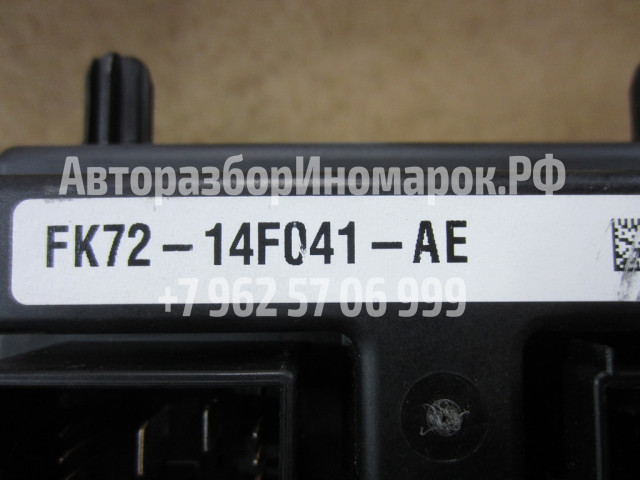 АвторазборИномарок.РФ
FK72-14F041-AE
+7 962 57 06 999